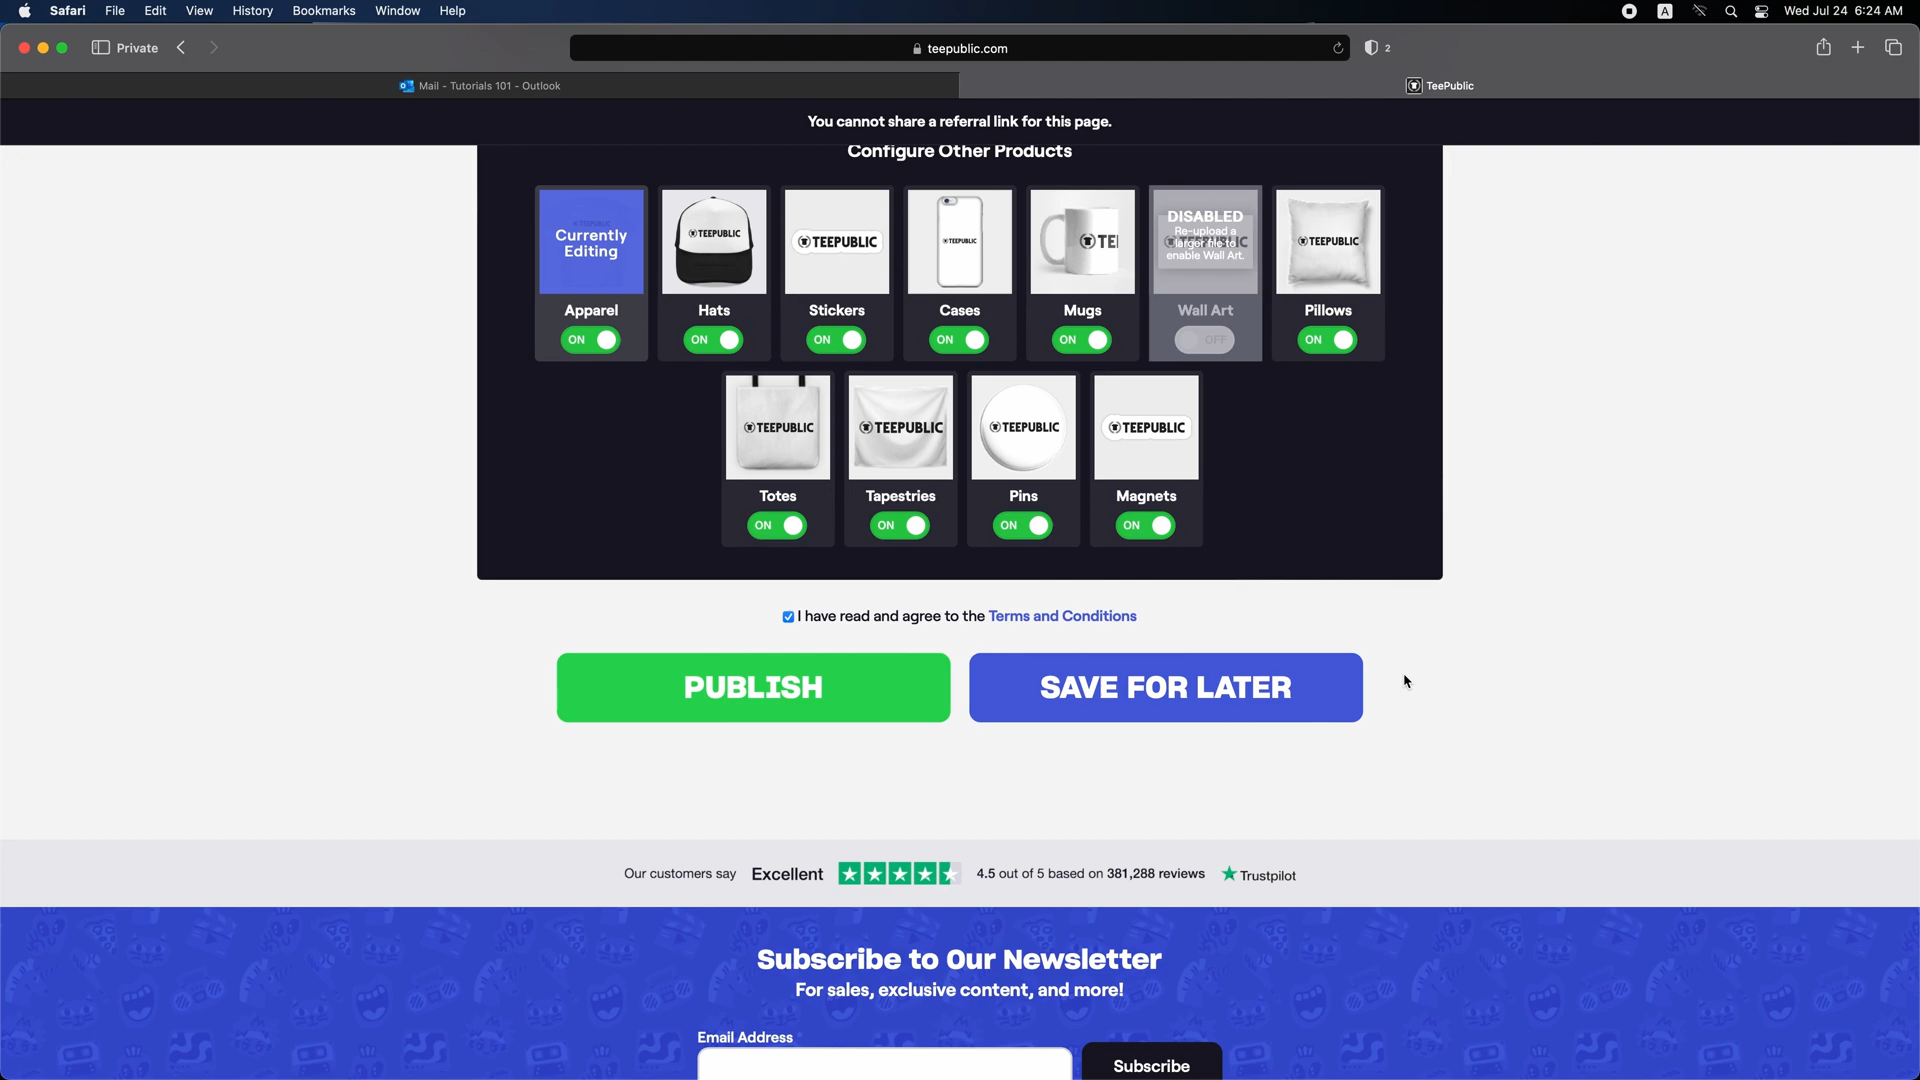 Safari File Edit View History Bookmarks Window Help
A
Wed Jul 24 6:24 AM
Private
teepublic.com
2
Mail - Tutorials 101 - Outlook
TeePublic
You cannot share a referral link for this page.
Configure Other Products
Currently
Editing
TEEPUBLIC
TEEPUBLIC
TEEPUBLIC
TEI
DISABLED
Re-upload a
larger file to
enable Wall Art.
TEEPUBLIC
Apparel
Hats
Stickers
Cases
Mugs
Wall Art
Pillows
ON
ON
ON
ON
ON
OFF
ON
TEEPUBLIC
TEEPUBLIC
TEEPUBLIC
TEEPUBLIC
Totes
Tapestries
Pins
Magnets
ON
ON
ON
ON
I have read and agree to the Terms and Conditions
PUBLISH
SAVE FOR LATER
Our customers say Excellent 4.5 out of 5 based on 381,288 reviews Trustpilot
Subscribe to Our Newsletter
For sales, exclusive content, and more!
Email Address
Subscribe